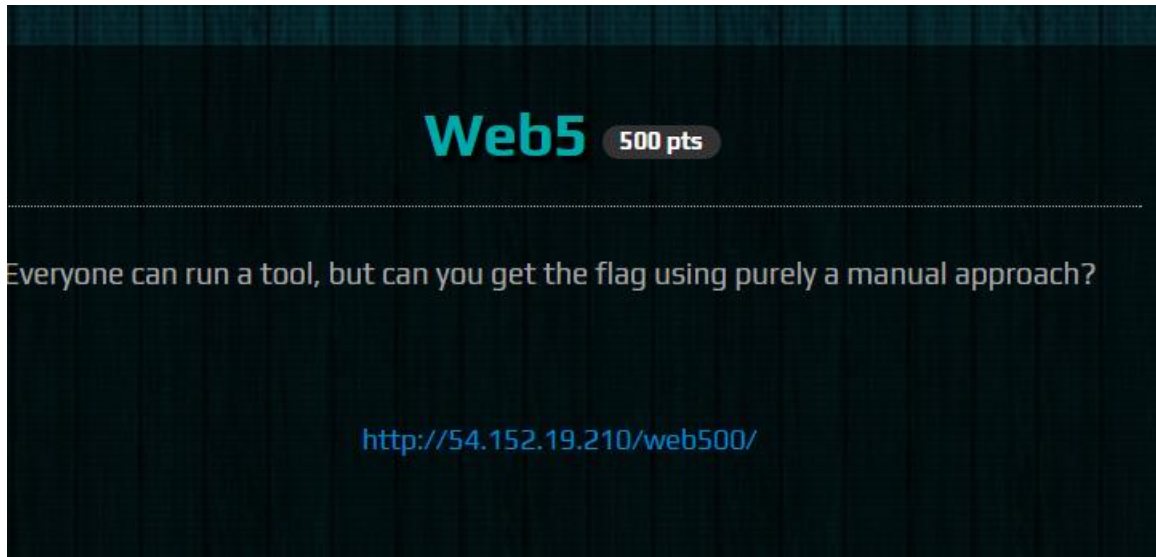 Web5 500 pts
Everyone can run a tool, but can you get the flag using purely a manual approach?
http://54.152.19.210/web500/